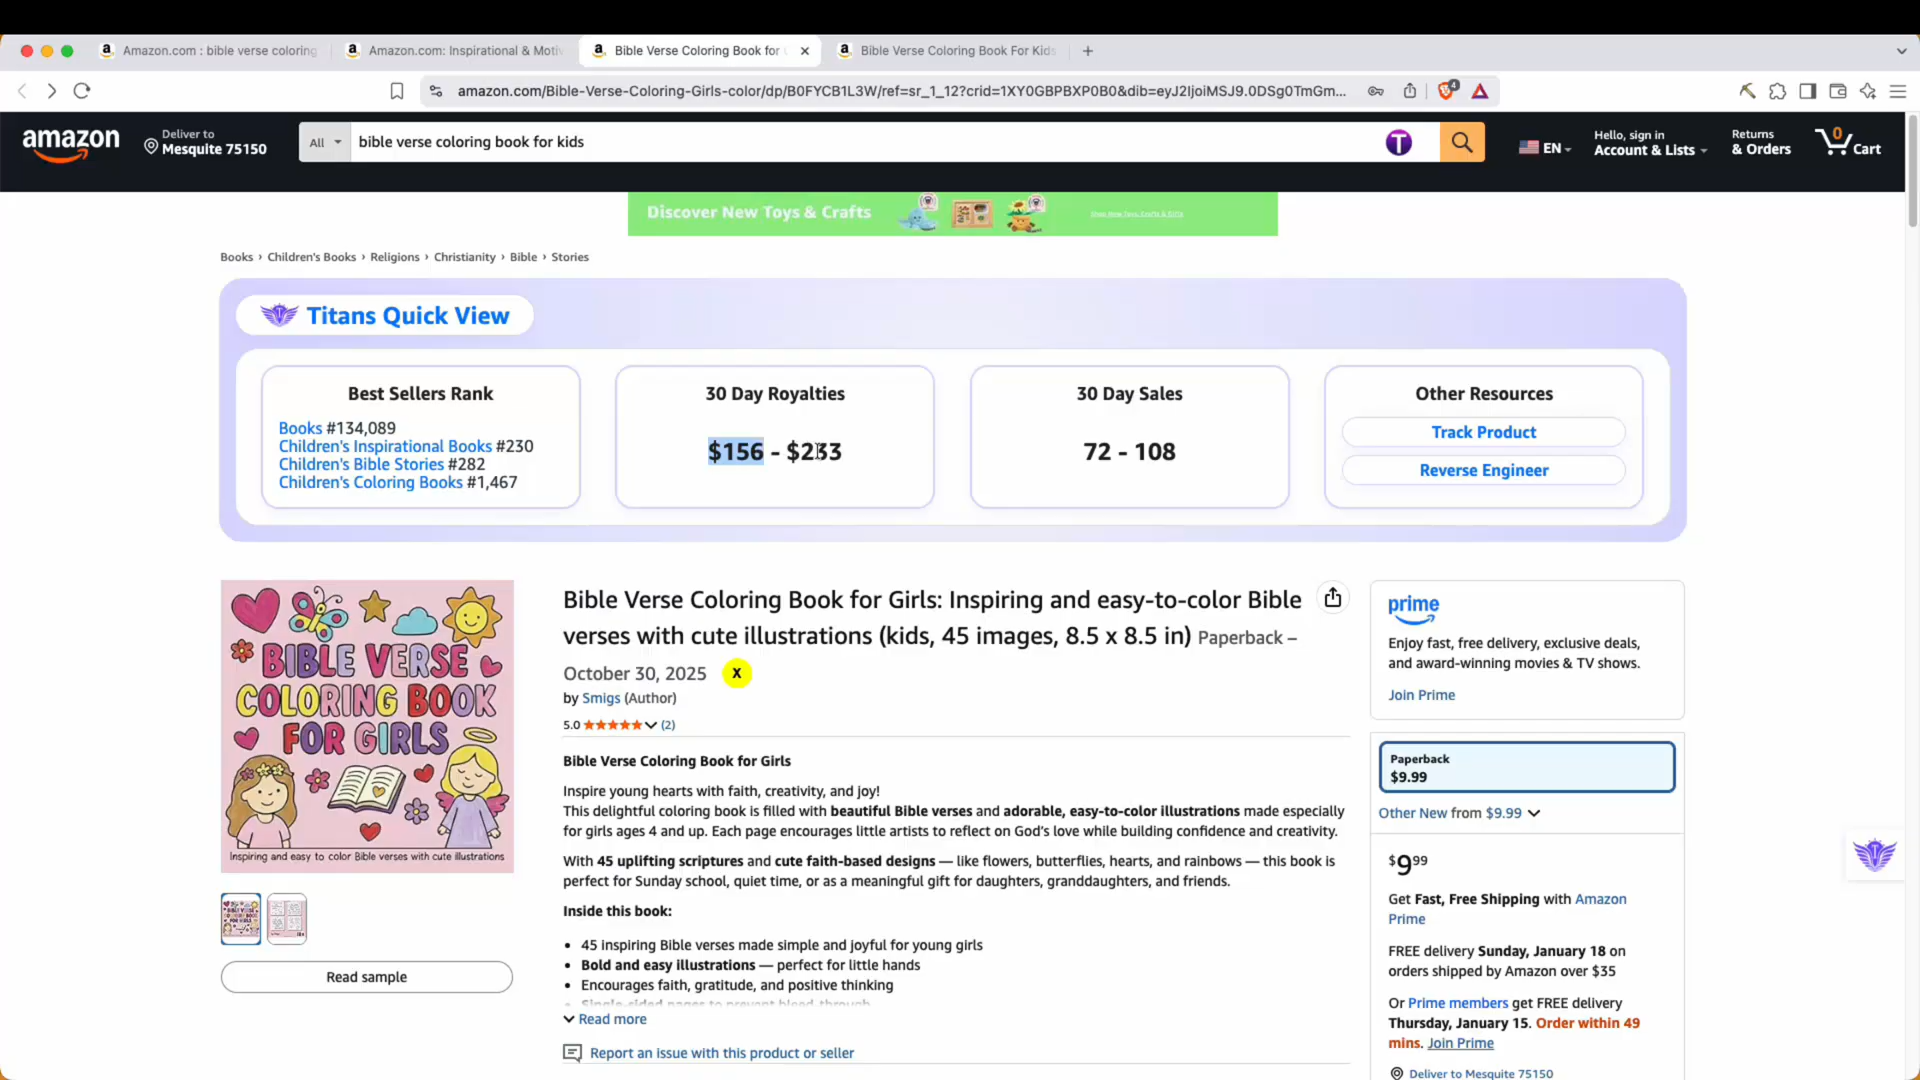 Amazon.com : bible verse coloring
Amazon.com: Inspirational & Motiv
Bible Verse Coloring Book for
Bible Verse Coloring Book For Kids
amazon.com/Bible-Verse-Coloring-Girls-color/dp/B0FYCB1L3W/ref=sr_1_12?crid=1XY0GBPBXP0B0&dib=eyJ2IjoiMSJ9.0DSg0TmGm...
4
amazon
Deliver to
Mesquite 75150
All
bible verse coloring book for kids
T
EN
Hello, sign in
Account & Lists
Returns
& Orders
0
Cart
Discover New Toys & Crafts
Books › Children's Books › Religions › Christianity › Bible › Stories
Titans Quick View
Best Sellers Rank
Books #134,089
Children's Inspirational Books #230
Children's Bible Stories #282
Children's Coloring Books #1,467
30 Day Royalties
$156 - $233
30 Day Sales
72 - 108
Other Resources
Track Product
Reverse Engineer
BIBLE VERSE
COLORING BOOK
FOR GIRLS
Inspiring and easy to color Bible verses with cute illustrations
Read sample
Bible Verse Coloring Book for Girls: Inspiring and easy-to-color Bible
verses with cute illustrations (kids, 45 images, 8.5 x 8.5 in) Paperback –
October 30, 2025
X
by Smigs (Author)
5.0 (2)
Bible Verse Coloring Book for Girls
Inspire young hearts with faith, creativity, and joy!
This delightful coloring book is filled with beautiful Bible verses and adorable, easy-to-color illustrations made especially
for girls ages 4 and up. Each page encourages little artists to reflect on God's love while building confidence and creativity.
With 45 uplifting scriptures and cute faith-based designs — like flowers, butterflies, hearts, and rainbows — this book is
perfect for Sunday school, quiet time, or as a meaningful gift for daughters, granddaughters, and friends.
Inside this book:
• 45 inspiring Bible verses made simple and joyful for young girls
• Bold and easy illustrations — perfect for little hands
• Encourages faith, gratitude, and positive thinking
• Single-sided pages to prevent bleed-through
Read more
Report an issue with this product or seller
prime
Enjoy fast, free delivery, exclusive deals,
and award-winning movies & TV shows.
Join Prime
Paperback
$9.99
Other New from $9.99
$9 99
Get Fast, Free Shipping with Amazon
Prime
FREE delivery Sunday, January 18 on
orders shipped by Amazon over $35
Or Prime members get FREE delivery
Thursday, January 15. Order within 49
mins. Join Prime
Deliver to Mesquite 75150